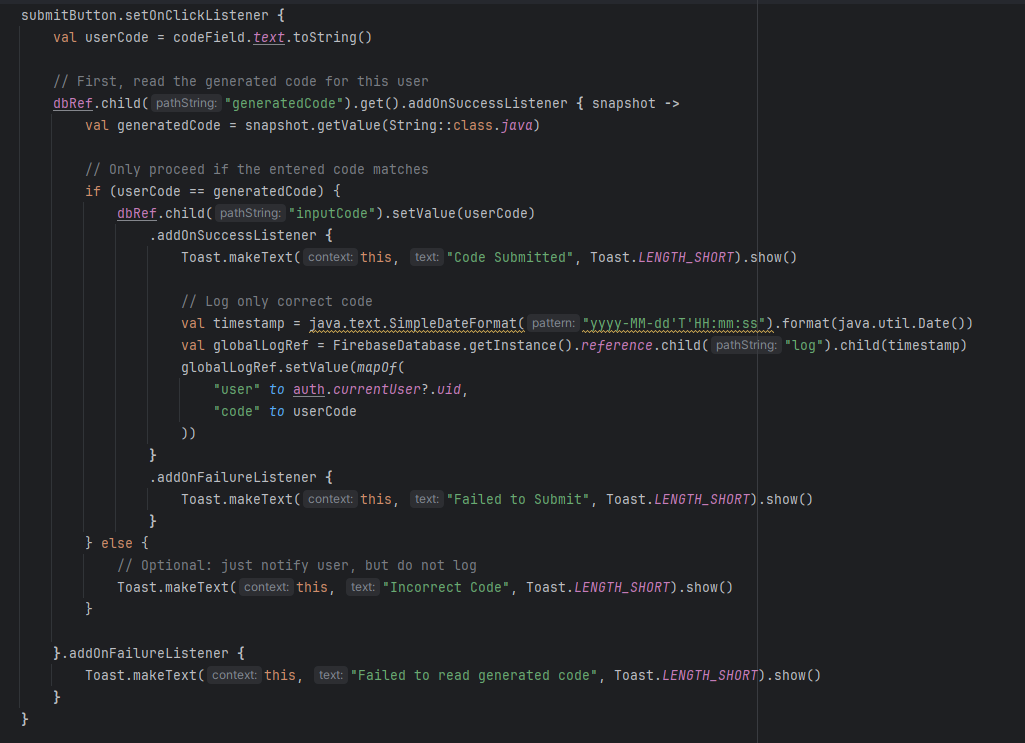 submitButton.setOnClickListener {
    val userCode = codeField.text.toString()

    // First, read the generated code for this user
    dbRef.child( pathString: "generatedCode").get().addOnSuccessListener { snapshot ->
        val generatedCode = snapshot.getValue(String::class.java)

        // Only proceed if the entered code matches
        if (userCode == generatedCode) {
            dbRef.child( pathString: "inputCode").setValue(userCode)
                .addOnSuccessListener {
                    Toast.makeText( context: this, text: "Code Submitted", Toast.LENGTH_SHORT).show()

                    // Log only correct code
                    val timestamp = java.text.SimpleDateFormat( pattern: "yyyy-MM-dd'T'HH:mm:ss").format(java.util.Date())
                    val globalLogRef = FirebaseDatabase.getInstance().reference.child( pathString: "log").child(timestamp)
                    globalLogRef.setValue(mapOf(
                        "user" to auth.currentUser?.uid,
                        "code" to userCode
                    ))
                }
                .addOnFailureListener {
                    Toast.makeText( context: this, text: "Failed to Submit", Toast.LENGTH_SHORT).show()
                }
        } else {
            // Optional: just notify user, but do not log
            Toast.makeText( context: this, text: "Incorrect Code", Toast.LENGTH_SHORT).show()
        }

    }.addOnFailureListener {
        Toast.makeText( context: this, text: "Failed to read generated code", Toast.LENGTH_SHORT).show()
    }
}